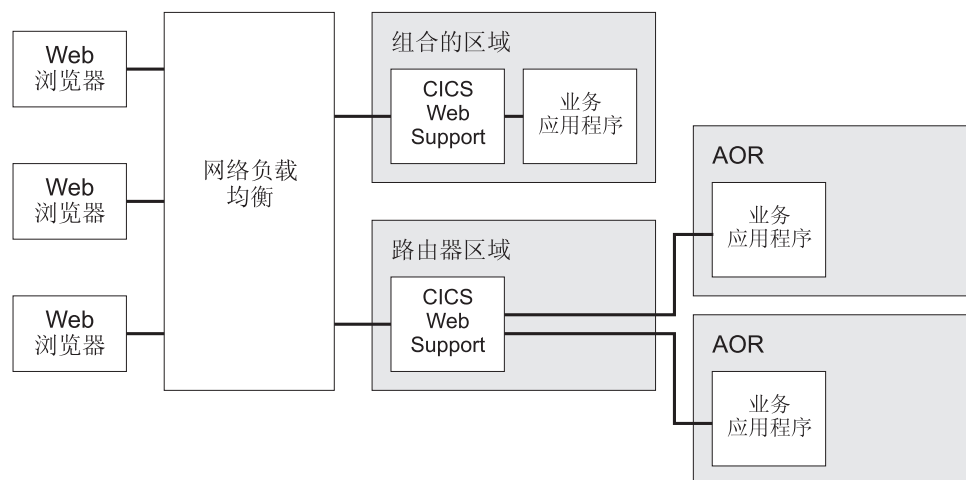 Web
浏览器
Web
浏览器
Web
浏览器
网络负载
均衡
组合的区域
CICS
Web
Support
业务
应用程序
路由器区域
CICS
Web
Support
AOR
业务
应用程序
AOR
业务
应用程序